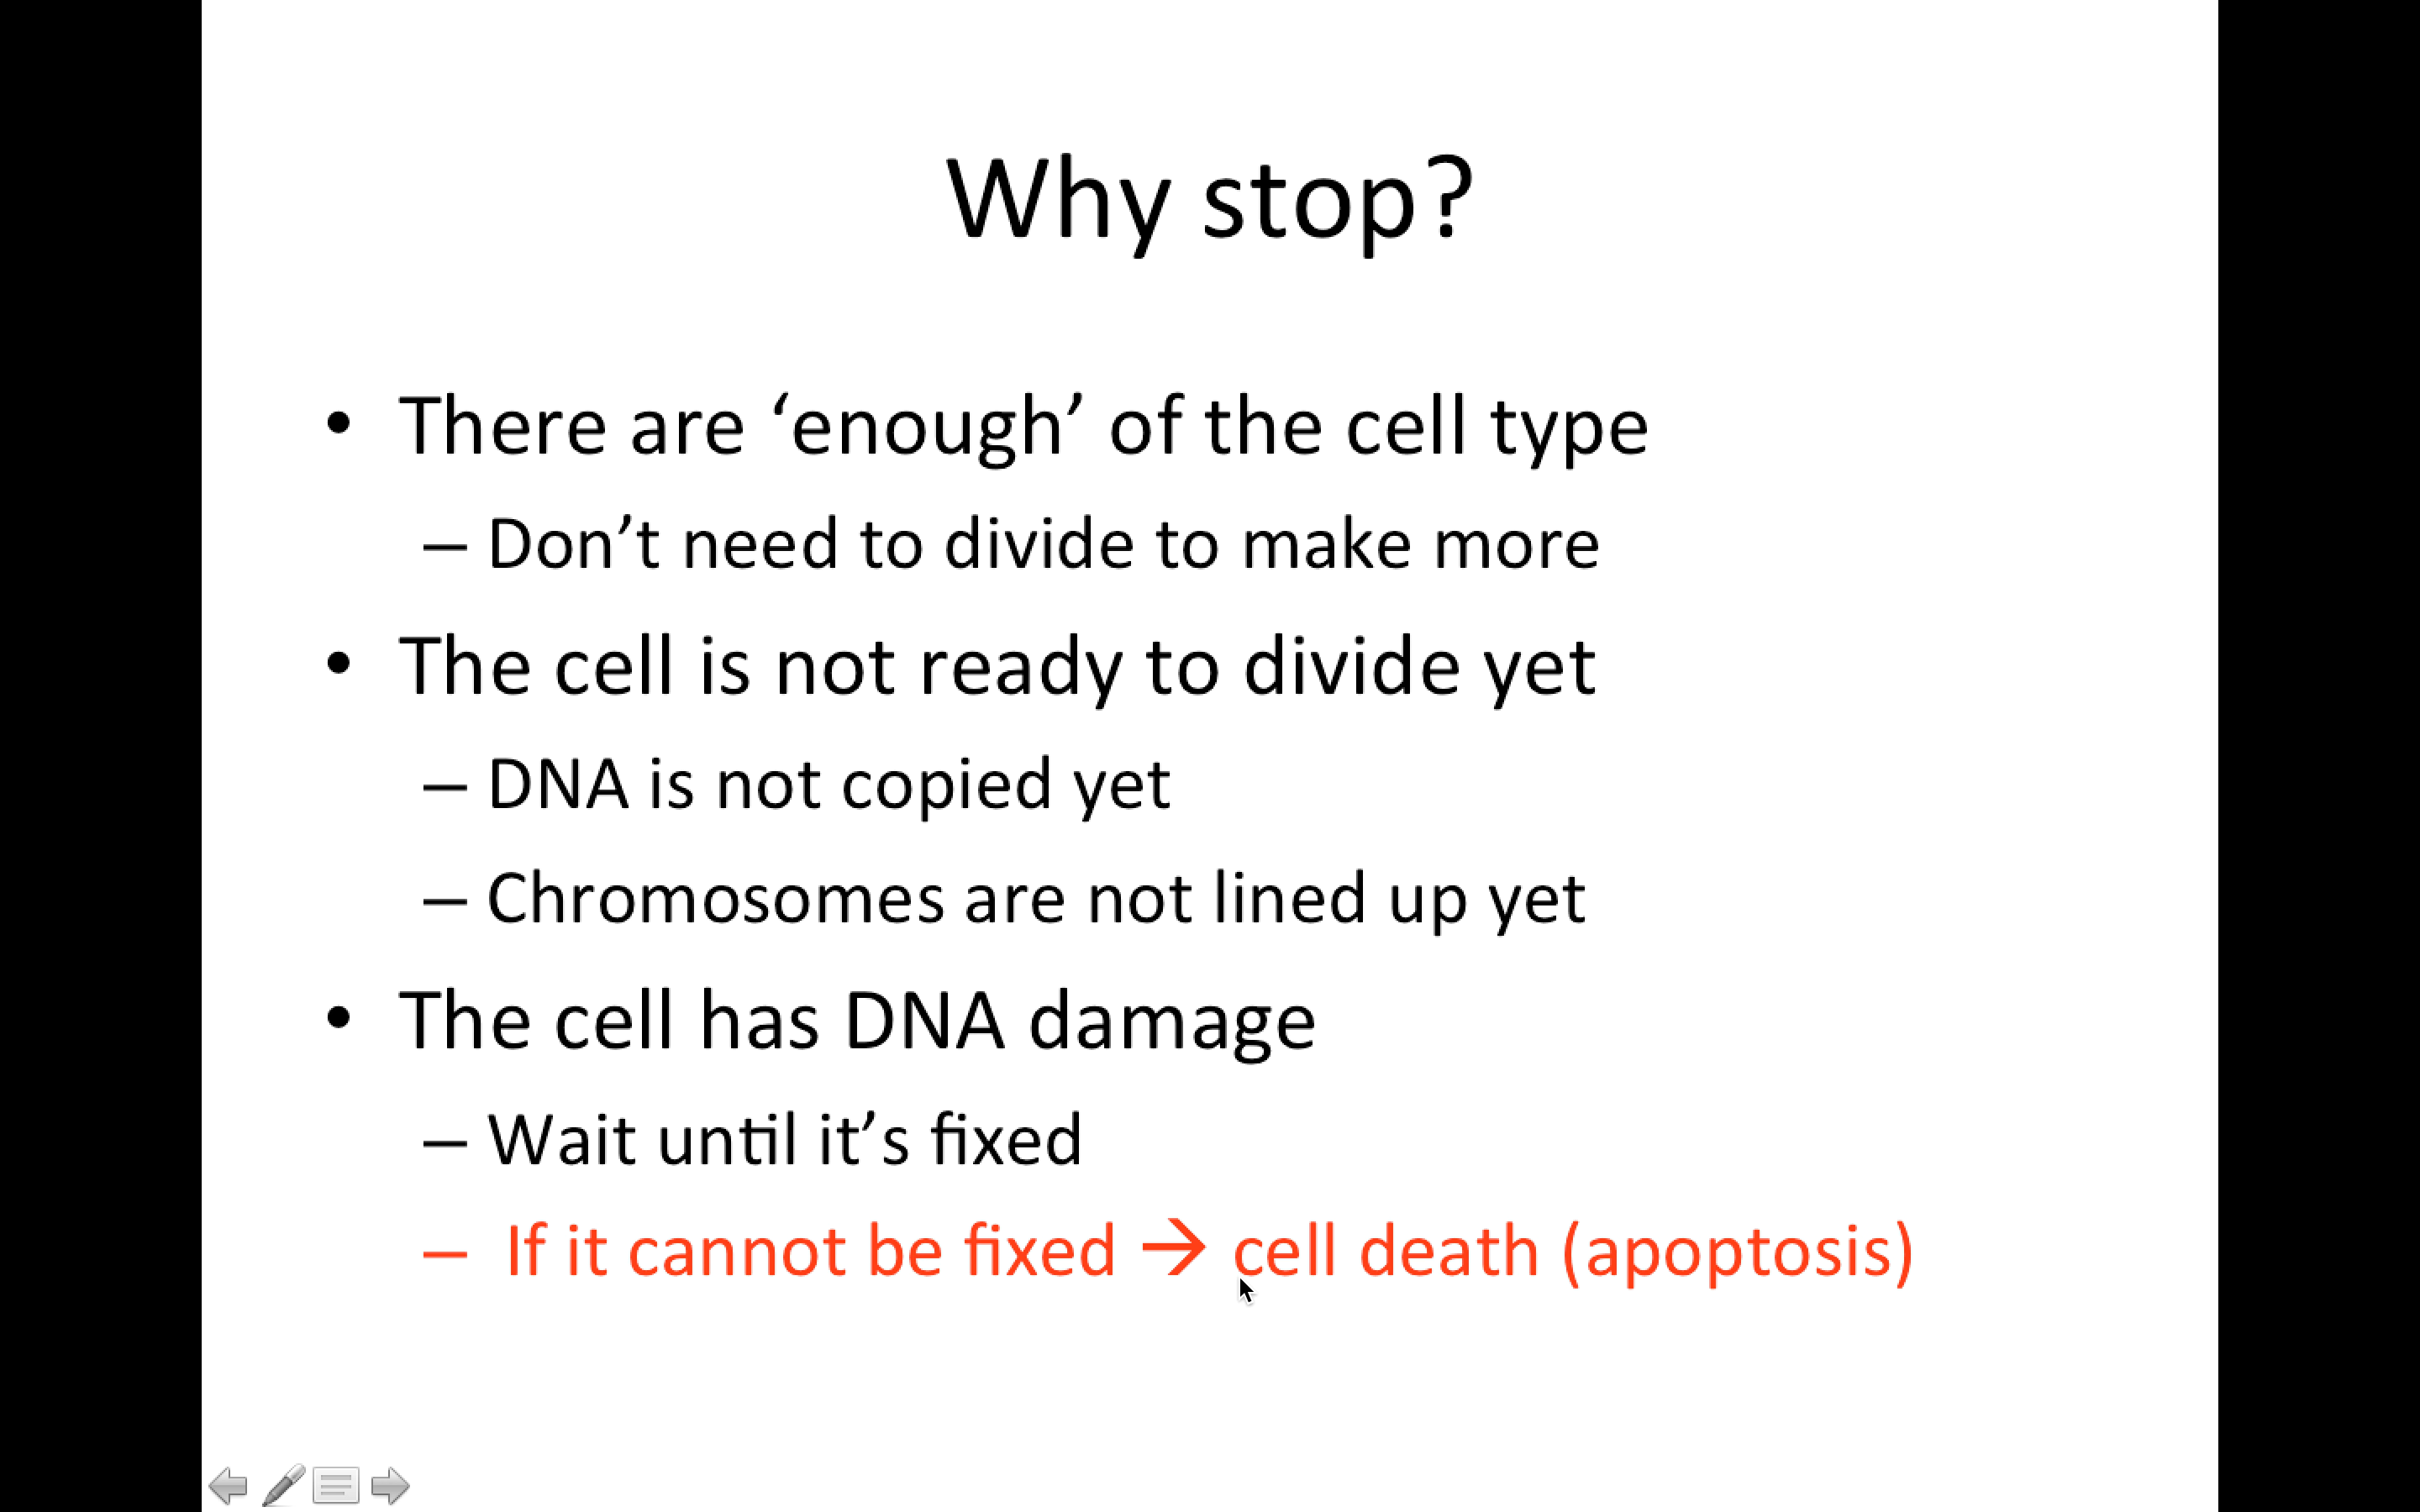 Why stop?
• There are ‘enough’ of the cell type
– Don’t need to divide to make more
• The cell is not ready to divide yet
– DNA is not copied yet
– Chromosomes are not lined up yet
• The cell has DNA damage
– Wait until it’s fixed
– If it cannot be fixed → cell death (apoptosis)